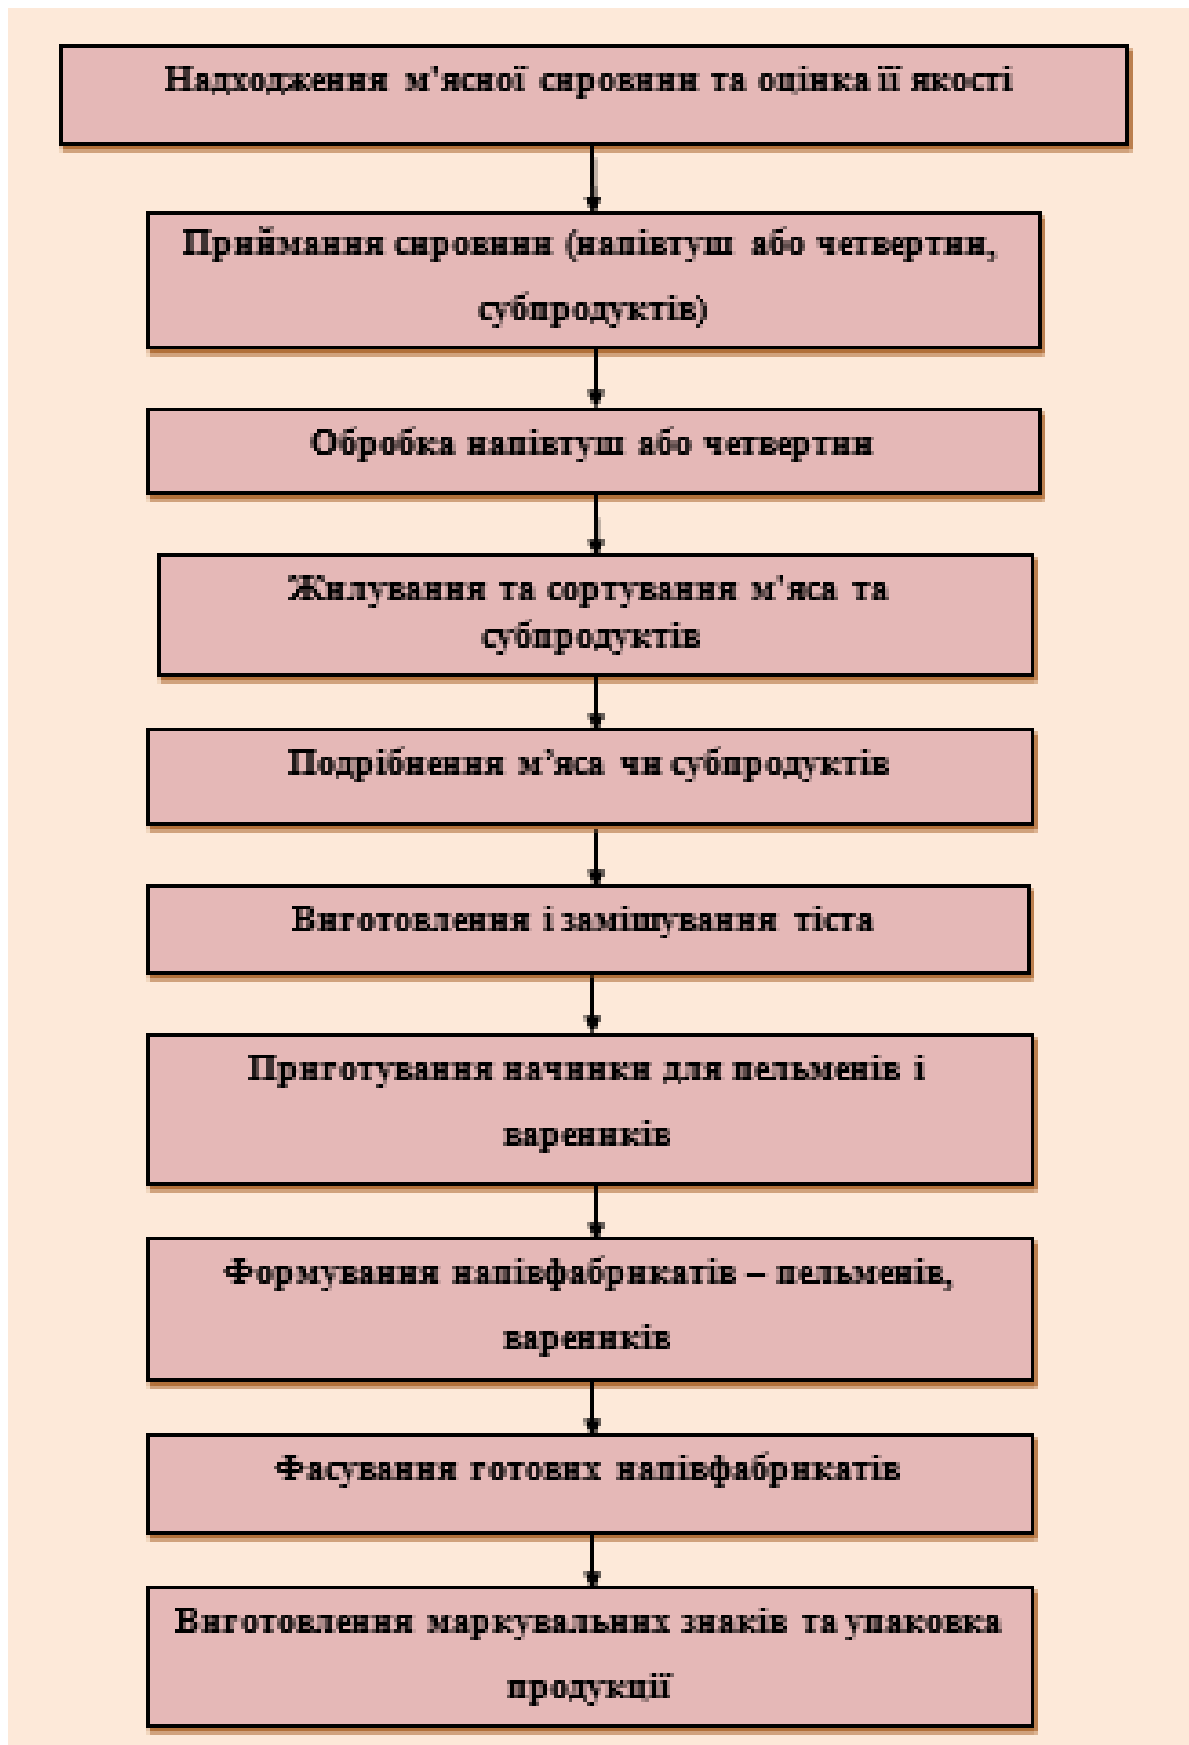 Надходження м'ясної сировини та оцінка її якості
Приймання сировини (напівтуш або четвертин,
субпродуктів)
Обробка напівтуш або четвертин
Жилування та сортування м'яса та
субпродуктів
Подрібнення м’яса чи субпродуктів
Виготовлення і замішування тіста
Приготування начинки для пельменів і
вареників
Формування напівфабрикатів – пельменів,
вареників
Фасування готових напівфабрикатів
Виготовлення маркувальних знаків та упаковка
продукції